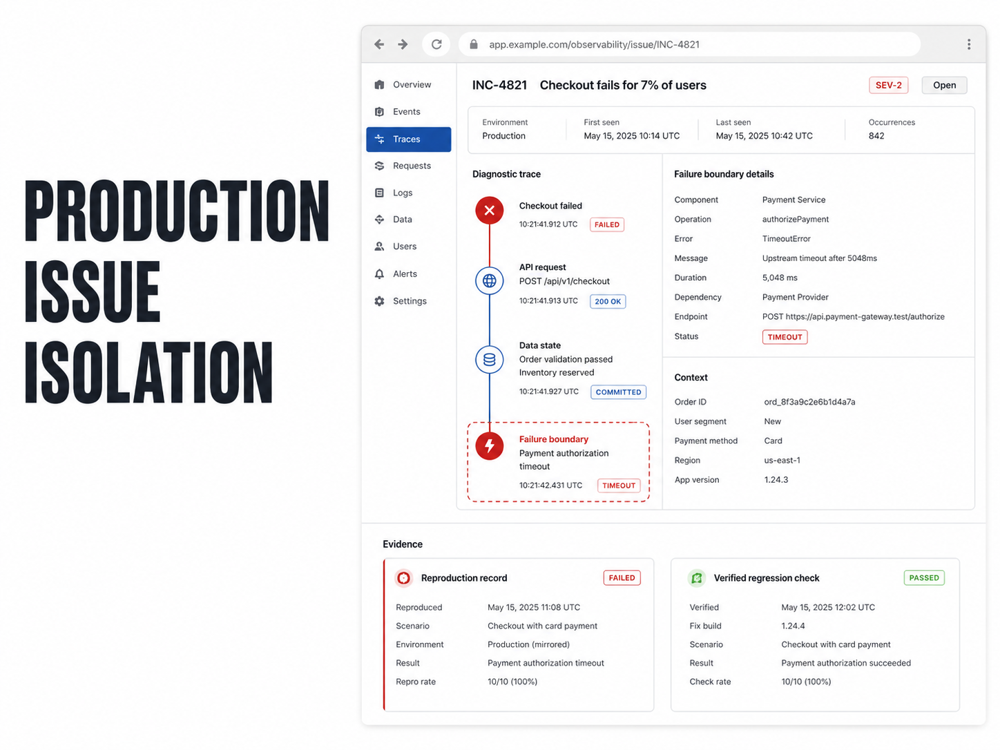 PRODUCTION
ISSUE
ISOLATION
app.example.com/observability/issue/INC-4821
Overview
Events
Traces
Requests
Logs
Data
Users
Alerts
Settings
INC-4821 Checkout fails for 7% of users
SEV-2
Open
Environment
Production
First seen
May 15, 2025 10:14 UTC
Last seen
May 15, 2025 10:42 UTC
Occurrences
842
Diagnostic trace
Checkout failed
10:21:41.912 UTC FAILED
API request
POST /api/v1/checkout
10:21:41.913 UTC 200 OK
Data state
Order validation passed
Inventory reserved
10:21:41.927 UTC COMMITTED
Failure boundary
Payment authorization
timeout
10:21:42.431 UTC TIMEOUT
Failure boundary details
Component Payment Service
Operation authorizePayment
Error TimeoutError
Message Upstream timeout after 5048ms
Duration 5,048 ms
Dependency Payment Provider
Endpoint POST https://api.payment-gateway.test/authorize
Status TIMEOUT
Context
Order ID ord_8f3a9c2e6b1d4a7a
User segment New
Payment method Card
Region us-east-1
App version 1.24.3
Evidence
Reproduction record FAILED
Reproduced May 15, 2025 11:08 UTC
Scenario Checkout with card payment
Environment Production (mirrored)
Result Payment authorization timeout
Repro rate 10/10 (100%)
Verified regression check PASSED
Verified May 15, 2025 12:02 UTC
Fix build 1.24.4
Scenario Checkout with card payment
Result Payment authorization succeeded
Check rate 10/10 (100%)